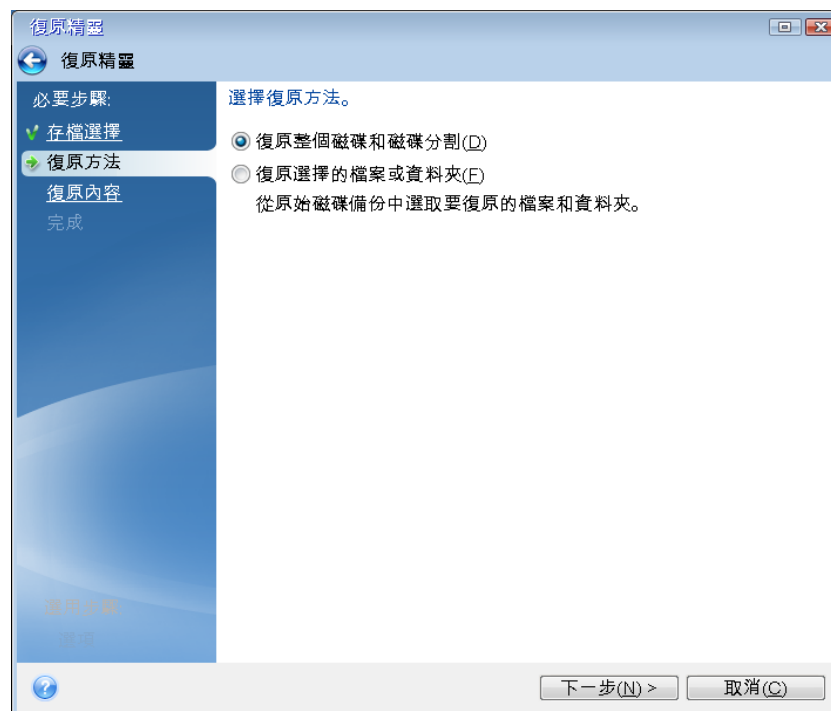 復原精靈
復原精靈
必要步驟:
存檔選擇
復原方法
復原內容
完成
選擇復原方法。
復原整個磁碟和磁碟分割(D)
復原選擇的檔案或資料夾(F)
從原始磁碟備份中選取要復原的檔案和資料夾。
下一步(N) >
取消(C)